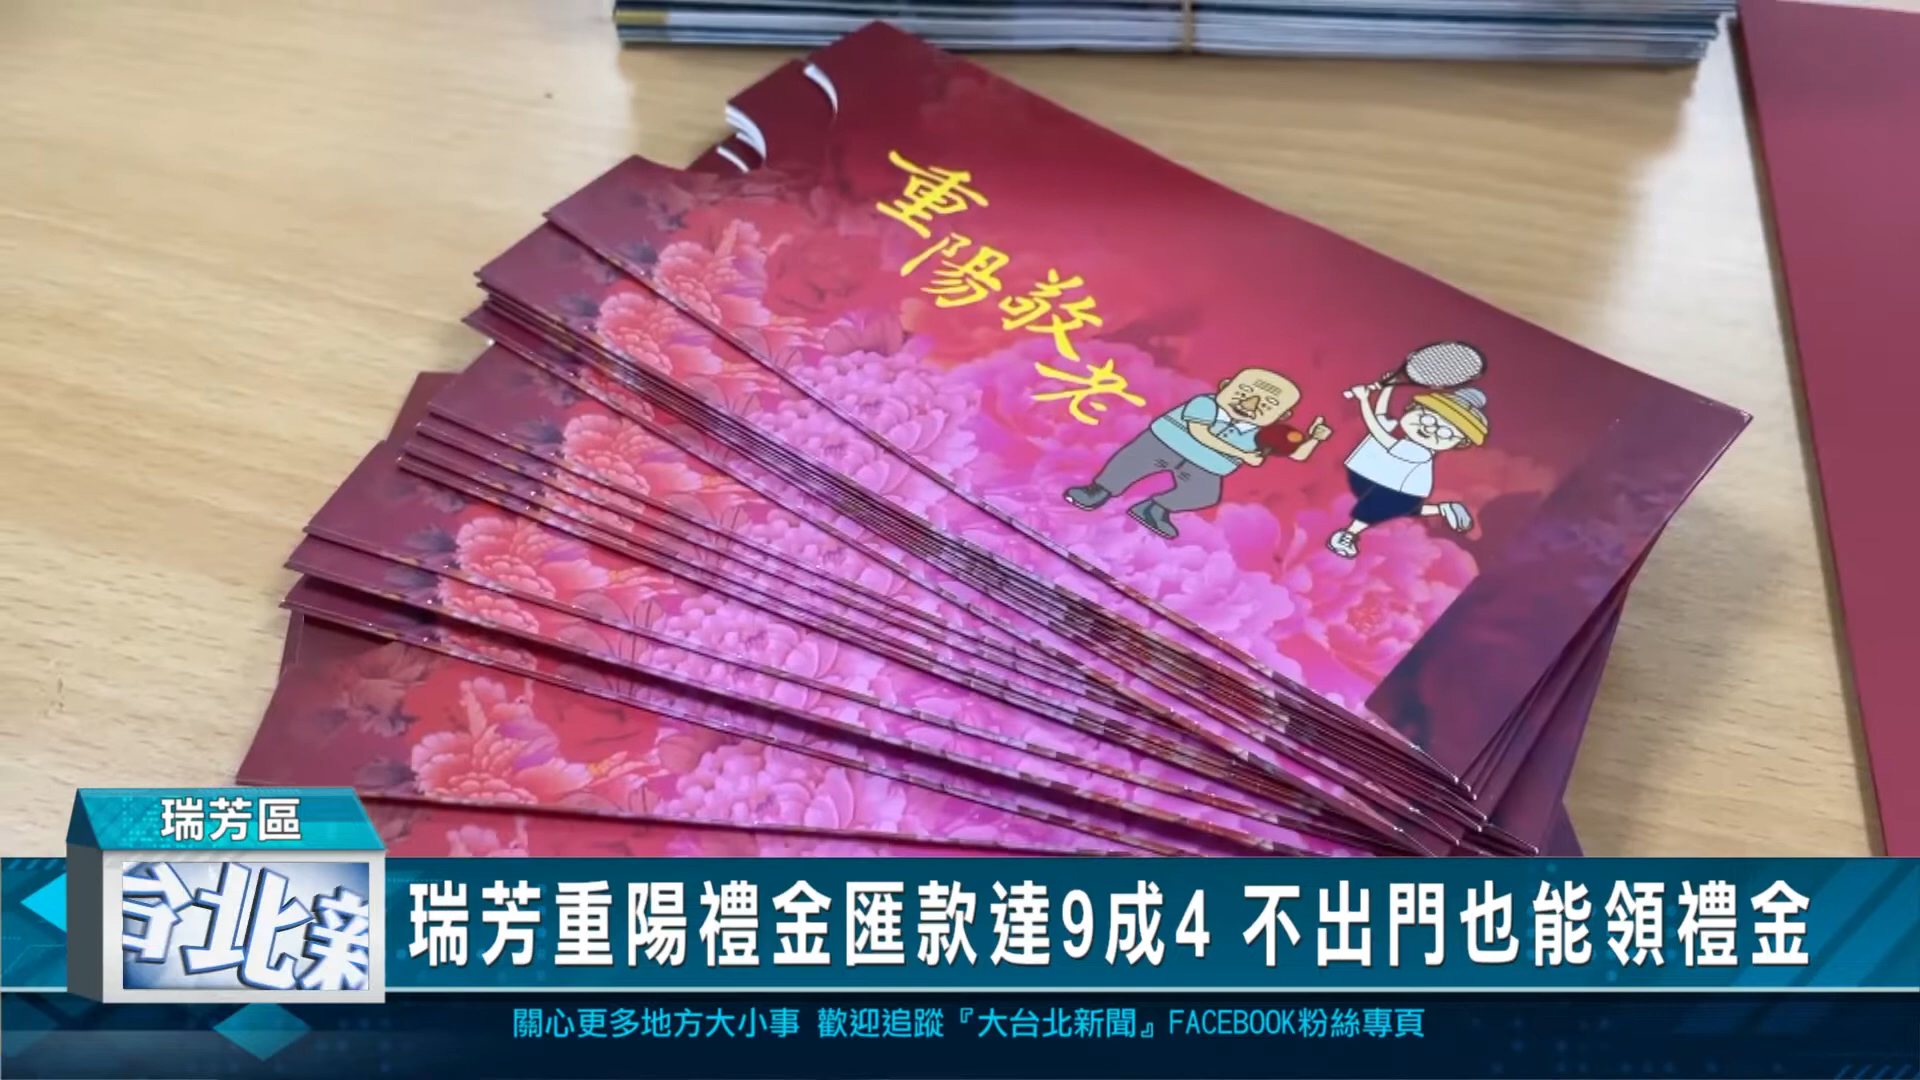 重陽敬老
瑞芳區
台北新
瑞芳重陽禮金匯款達9成4 不出門也能領禮金
關心更多地方大小事 歡迎追蹤『大台北新聞』FACEBOOK粉絲專頁